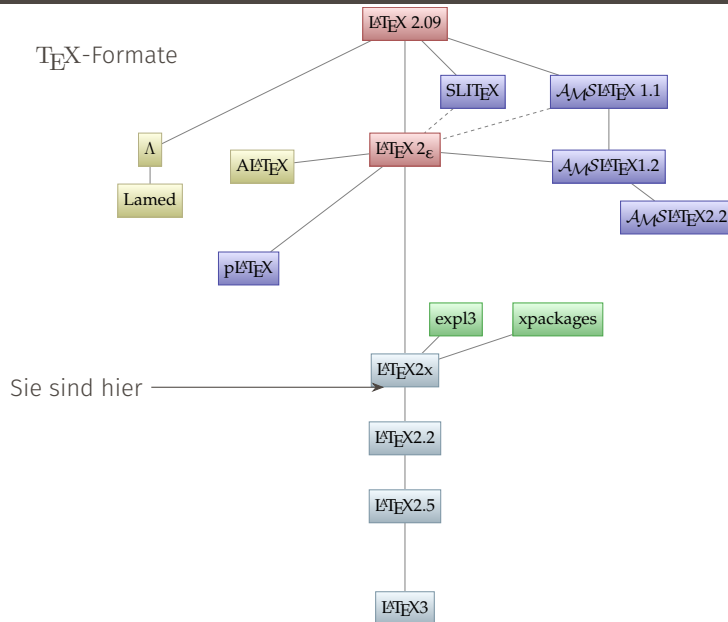 LATEX 2.09
TEX-Formate
SLITEX
AMSLATEX 1.1
Λ
ALATEX
LATEX 2ε
AMSLATEX1.2
Lamed
AMSLATEX2.2
pLATEX
expl3
xpackages
LATEX2x
Sie sind hier
LATEX2.2
LATEX2.5
LATEX3